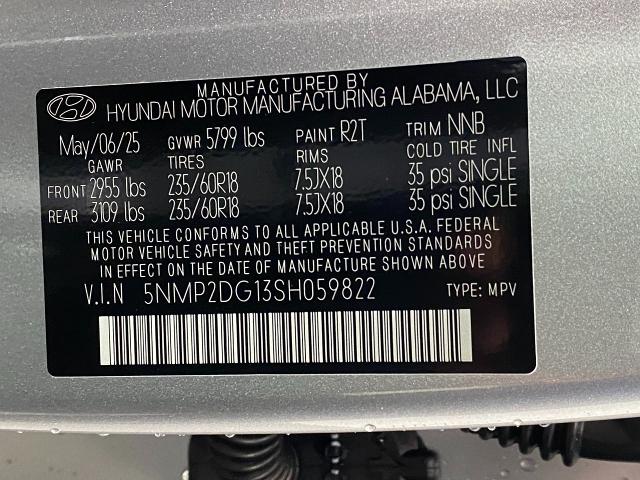 MANUFACTURED BY
HYUNDAI MOTOR MANUFACTURING ALABAMA, LLC
May/06/25 GVWR 5799 lbs PAINT R2T TRIM NNB
GAWR TIRES RIMS COLD TIRE INFL
FRONT 2955 lbs 235/60R18 7.5JX18 35 psi SINGLE
REAR 3109 lbs 235/60R18 7.5JX18 35 psi SINGLE
THIS VEHICLE CONFORMS TO ALL APPLICABLE U.S.A. FEDERAL
MOTOR VEHICLE SAFETY AND THEFT PREVENTION STANDARDS
IN EFFECT ON THE DATE OF MANUFACTURE SHOWN ABOVE
V.I.N 5NMP2DG13SH059822 TYPE: MPV